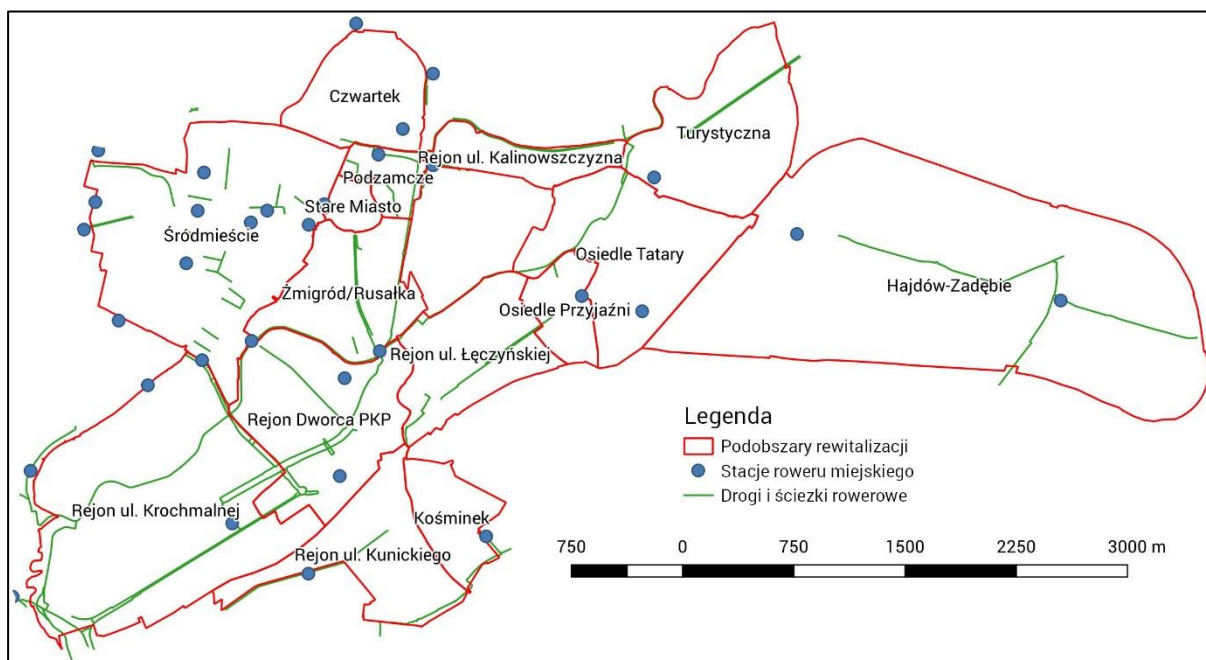 Czwartek
Turystyczna
Rejon ul. Kalinowszczyzna
Podzamcze
Stare Miasto
Śródmieście
Osiedle Tatary
Żmigród/Rusałka
Hajdów-Zadębie
Osiedle Przyjaźni
Rejon ul. Łęczyńskiej
Rejon Dworca PKP
Legenda
Podobszary rewitalizacji
Stacje roweru miejskiego
Drogi i ściezki rowerowe
Rejon ul. Krochmalnej
Kośminek
Rejon ul. Kunickiego
750 0 750 1500 2250 3000 m